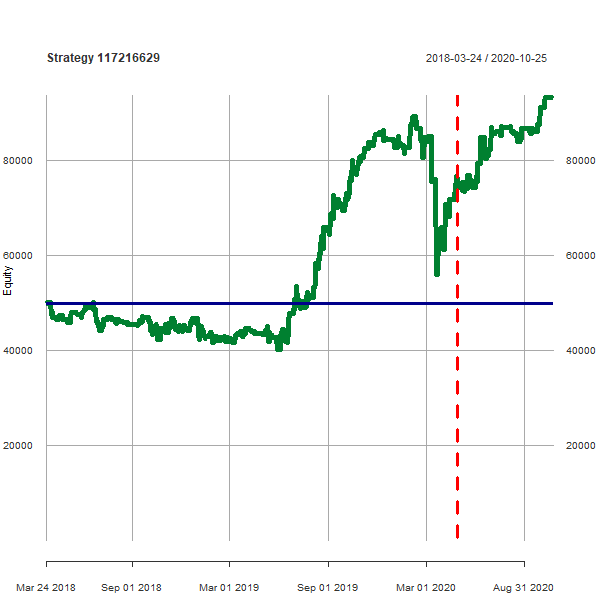 Strategy 117216629
2018-03-24 / 2020-10-25
80000
80000
60000
60000
Equity
40000
40000
20000
20000
Mar 24 2018
Sep 01 2018
Mar 01 2019
Sep 01 2019
Mar 01 2020
Aug 31 2020